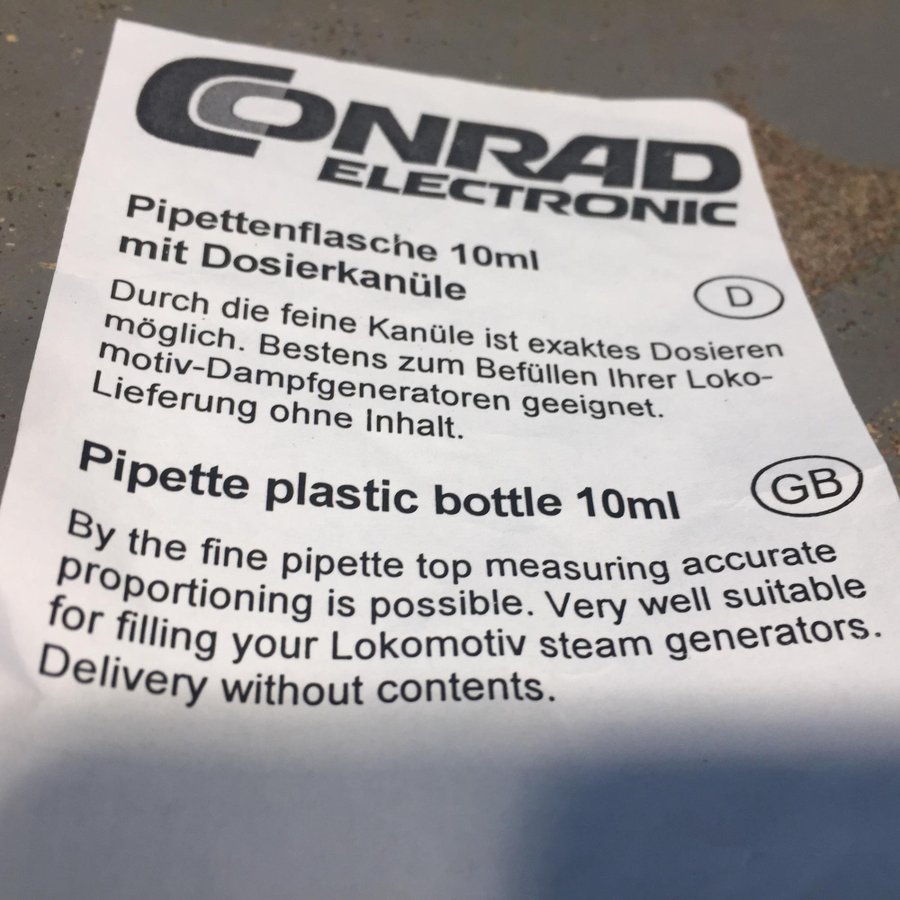 CONRAD
ELECTRONIC
Pipettenflasche 10ml
mit Dosierkanüle
D
Durch die feine Kanüle ist exaktes Dosieren
möglich. Bestens zum Befüllen Ihrer Loko-
motiv-Dampfgeneratoren geeignet.
Lieferung ohne Inhalt.
Pipette plastic bottle 10ml
GB
By the fine pipette top measuring accurate
proportioning is possible. Very well suitable
for filling your Lokomotiv steam generators.
Delivery without contents.